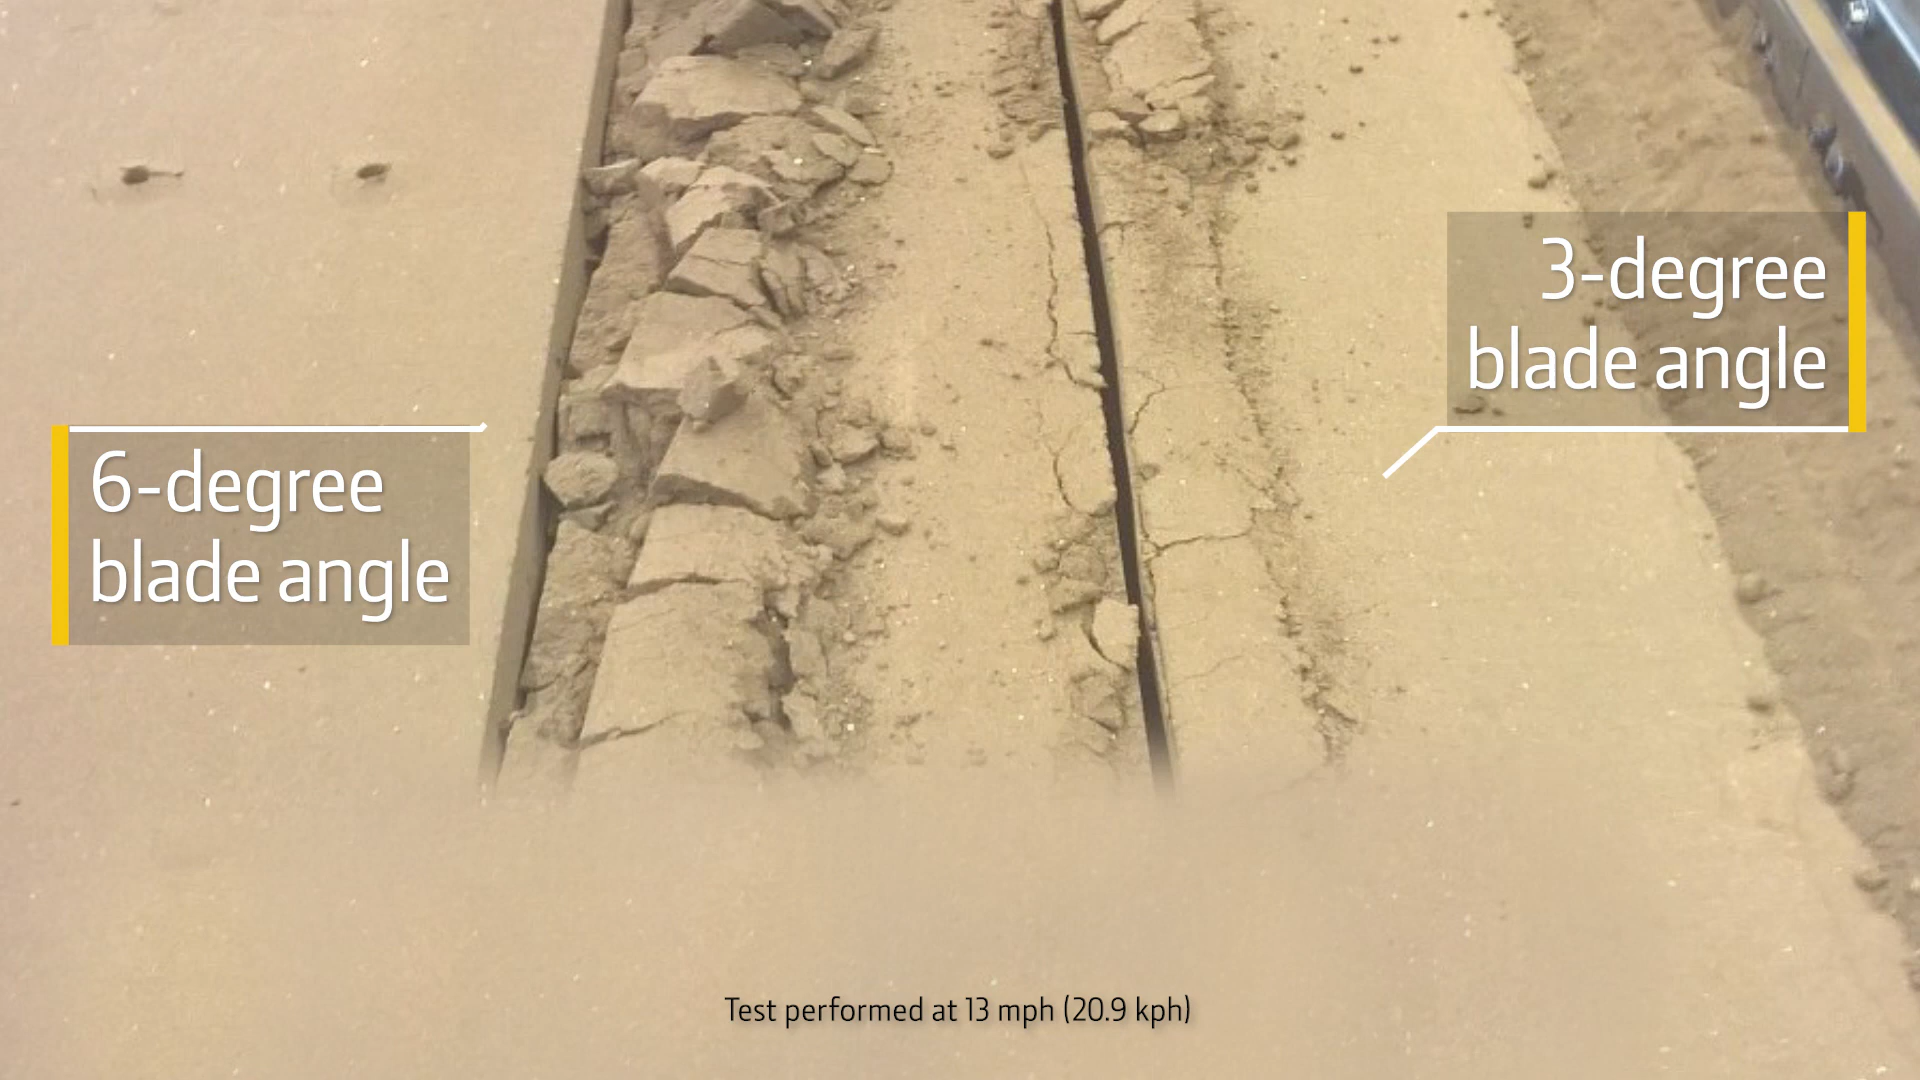 3-degree
blade angle
6-degree
blade angle
Test performed at 13 mph (20.9 kph)